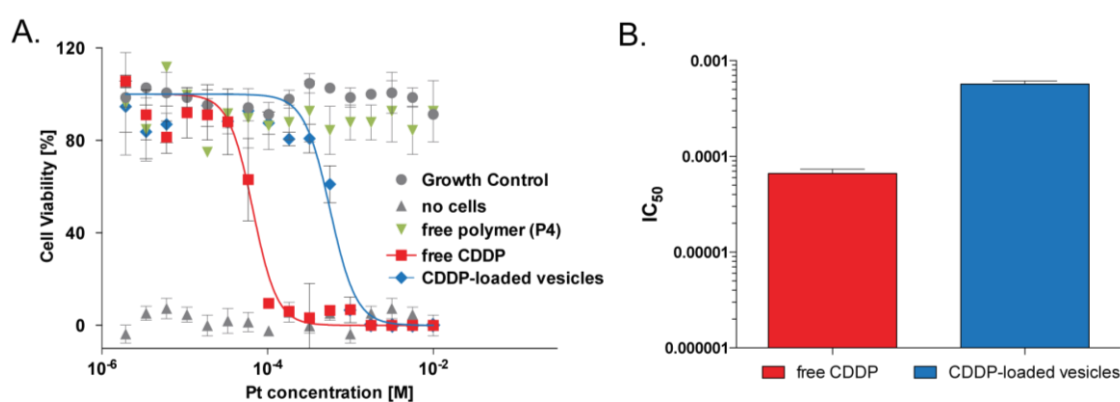 A.
120
80
40
0
Cell Viability [%]
10-6
10-4
10-2
Pt concentration [M]
Growth Control
no cells
free polymer (P4)
free CDDP
CDDP-loaded vesicles
B.
0.001
0.0001
0.00001
0.000001
IC50
free CDDP
CDDP-loaded vesicles